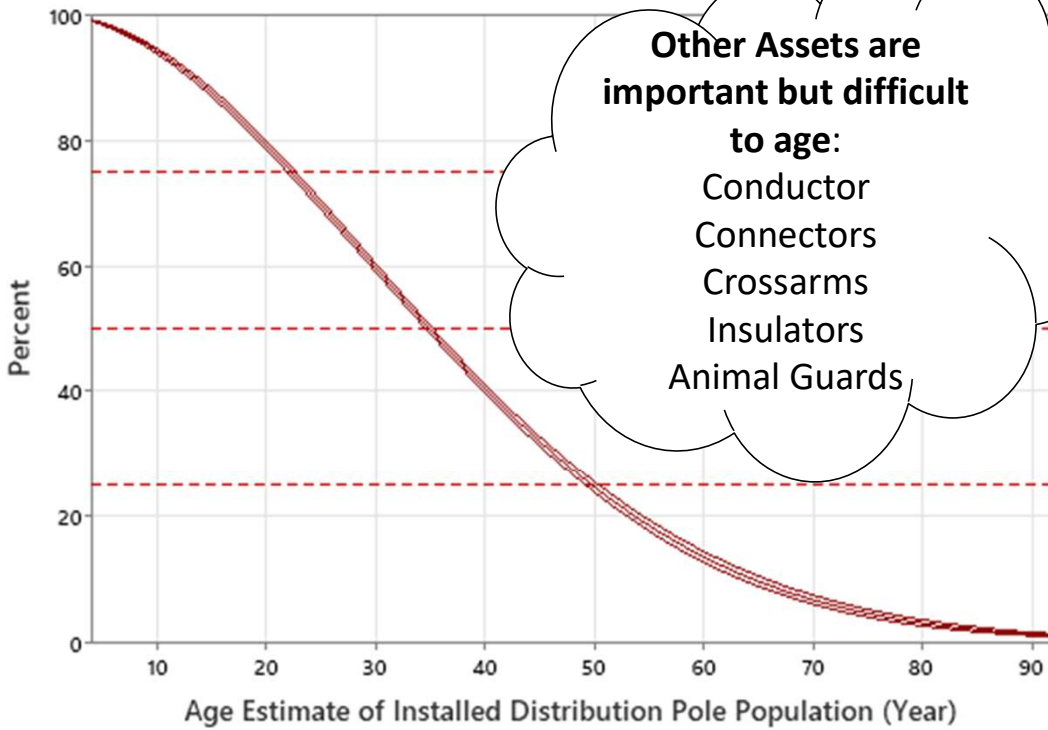 Other Assets are
important but difficult
to age:
Conductor
Connectors
Crossarms
Insulators
Animal Guards
Percent
100
80
60
40
20
0
10 20 30 40 50 60 70 80 90
Age Estimate of Installed Distribution Pole Population (Year)